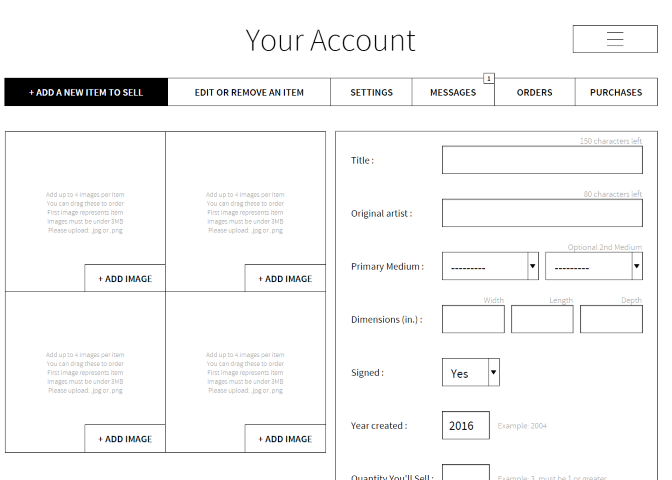 Your Account
+ ADD A NEW ITEM TO SELL
EDIT OR REMOVE AN ITEM
SETTINGS
MESSAGES
1
ORDERS
PURCHASES
Add up to 4 images per item
You can drag these to order
First image represents item
Images must be under 3MB
Please upload .jpg or .png
+ ADD IMAGE
Add up to 4 images per item
You can drag these to order
First image represents item
Images must be under 3MB
Please upload .jpg or .png
+ ADD IMAGE
Add up to 4 images per item
You can drag these to order
First image represents item
Images must be under 3MB
Please upload .jpg or .png
+ ADD IMAGE
Add up to 4 images per item
You can drag these to order
First image represents item
Images must be under 3MB
Please upload .jpg or .png
+ ADD IMAGE
150 characters left
Title :
80 characters left
Original artist :
Optional 2nd Medium
Primary Medium :
---------
---------
Width
Length
Depth
Dimensions (in.) :
Signed :
Yes
Year created :
2016
Example: 2004
Quantity You'll Sell :
Example: 3, must be 1 or greater